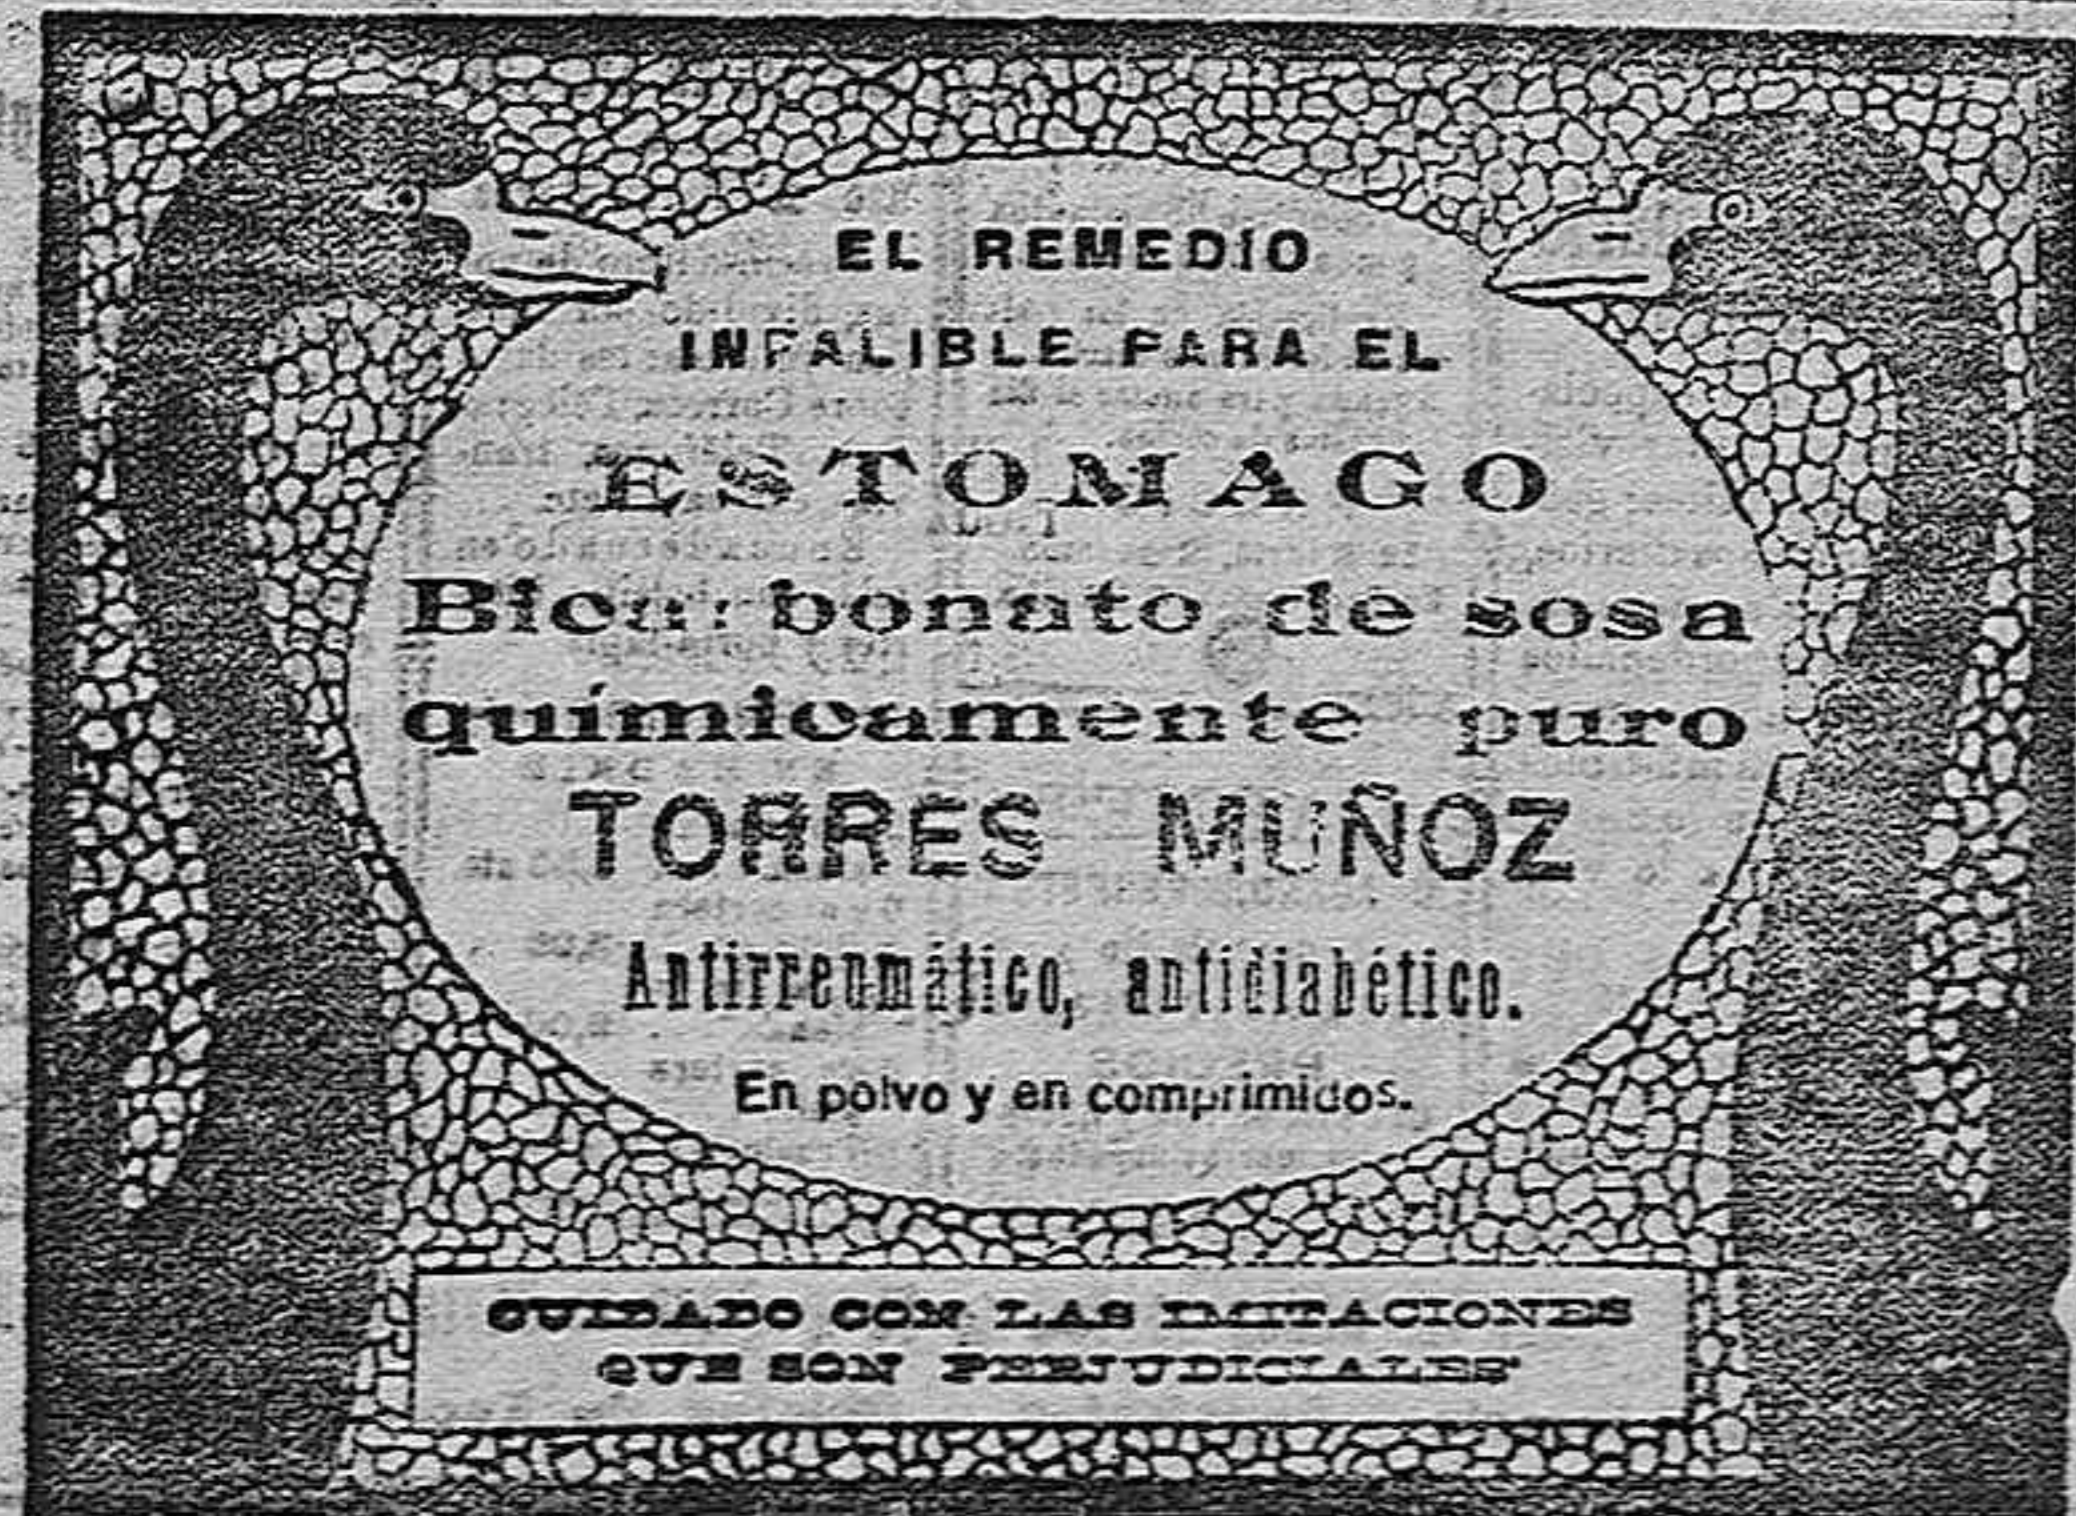 EL REMEDIO
INFALIBLE PARA EL
ESTOMAGO
Bicarbonato de sosa
químicamente puro
TORRES MUÑOZ
Antirreumático, antidiabético.
En polvo y en comprimidos.
CUIDADO CON LAS IMITACIONES
QUE SON PERJUDICIALES